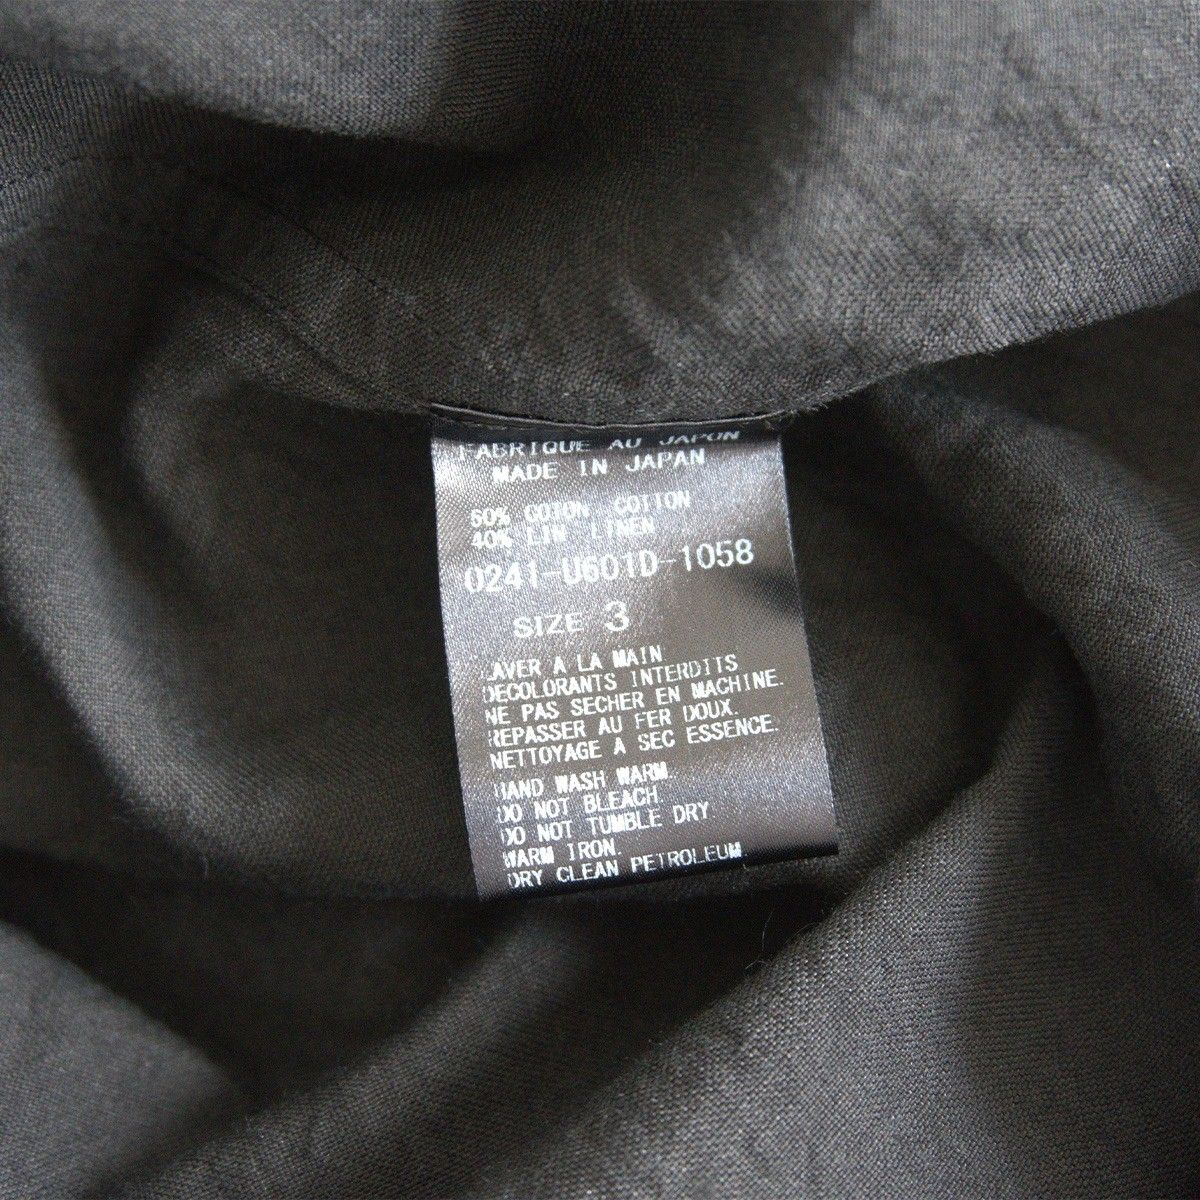 FABRIQUE AU JAPON
MADE IN JAPAN
60% COTON COTTON
40% LIN LINEN
0241-U601D-1058
SIZE 3
LAVER A LA MAIN
DECOLORANTS INTERDITS
NE PAS SECHER EN MACHINE.
REPASSER AU FER DOUX.
NETTOYAGE A SEC ESSENCE.
HAND WASH WARM.
DO NOT BLEACH.
DO NOT TUMBLE DRY.
WARM IRON.
DRY CLEAN PETROLEUM.